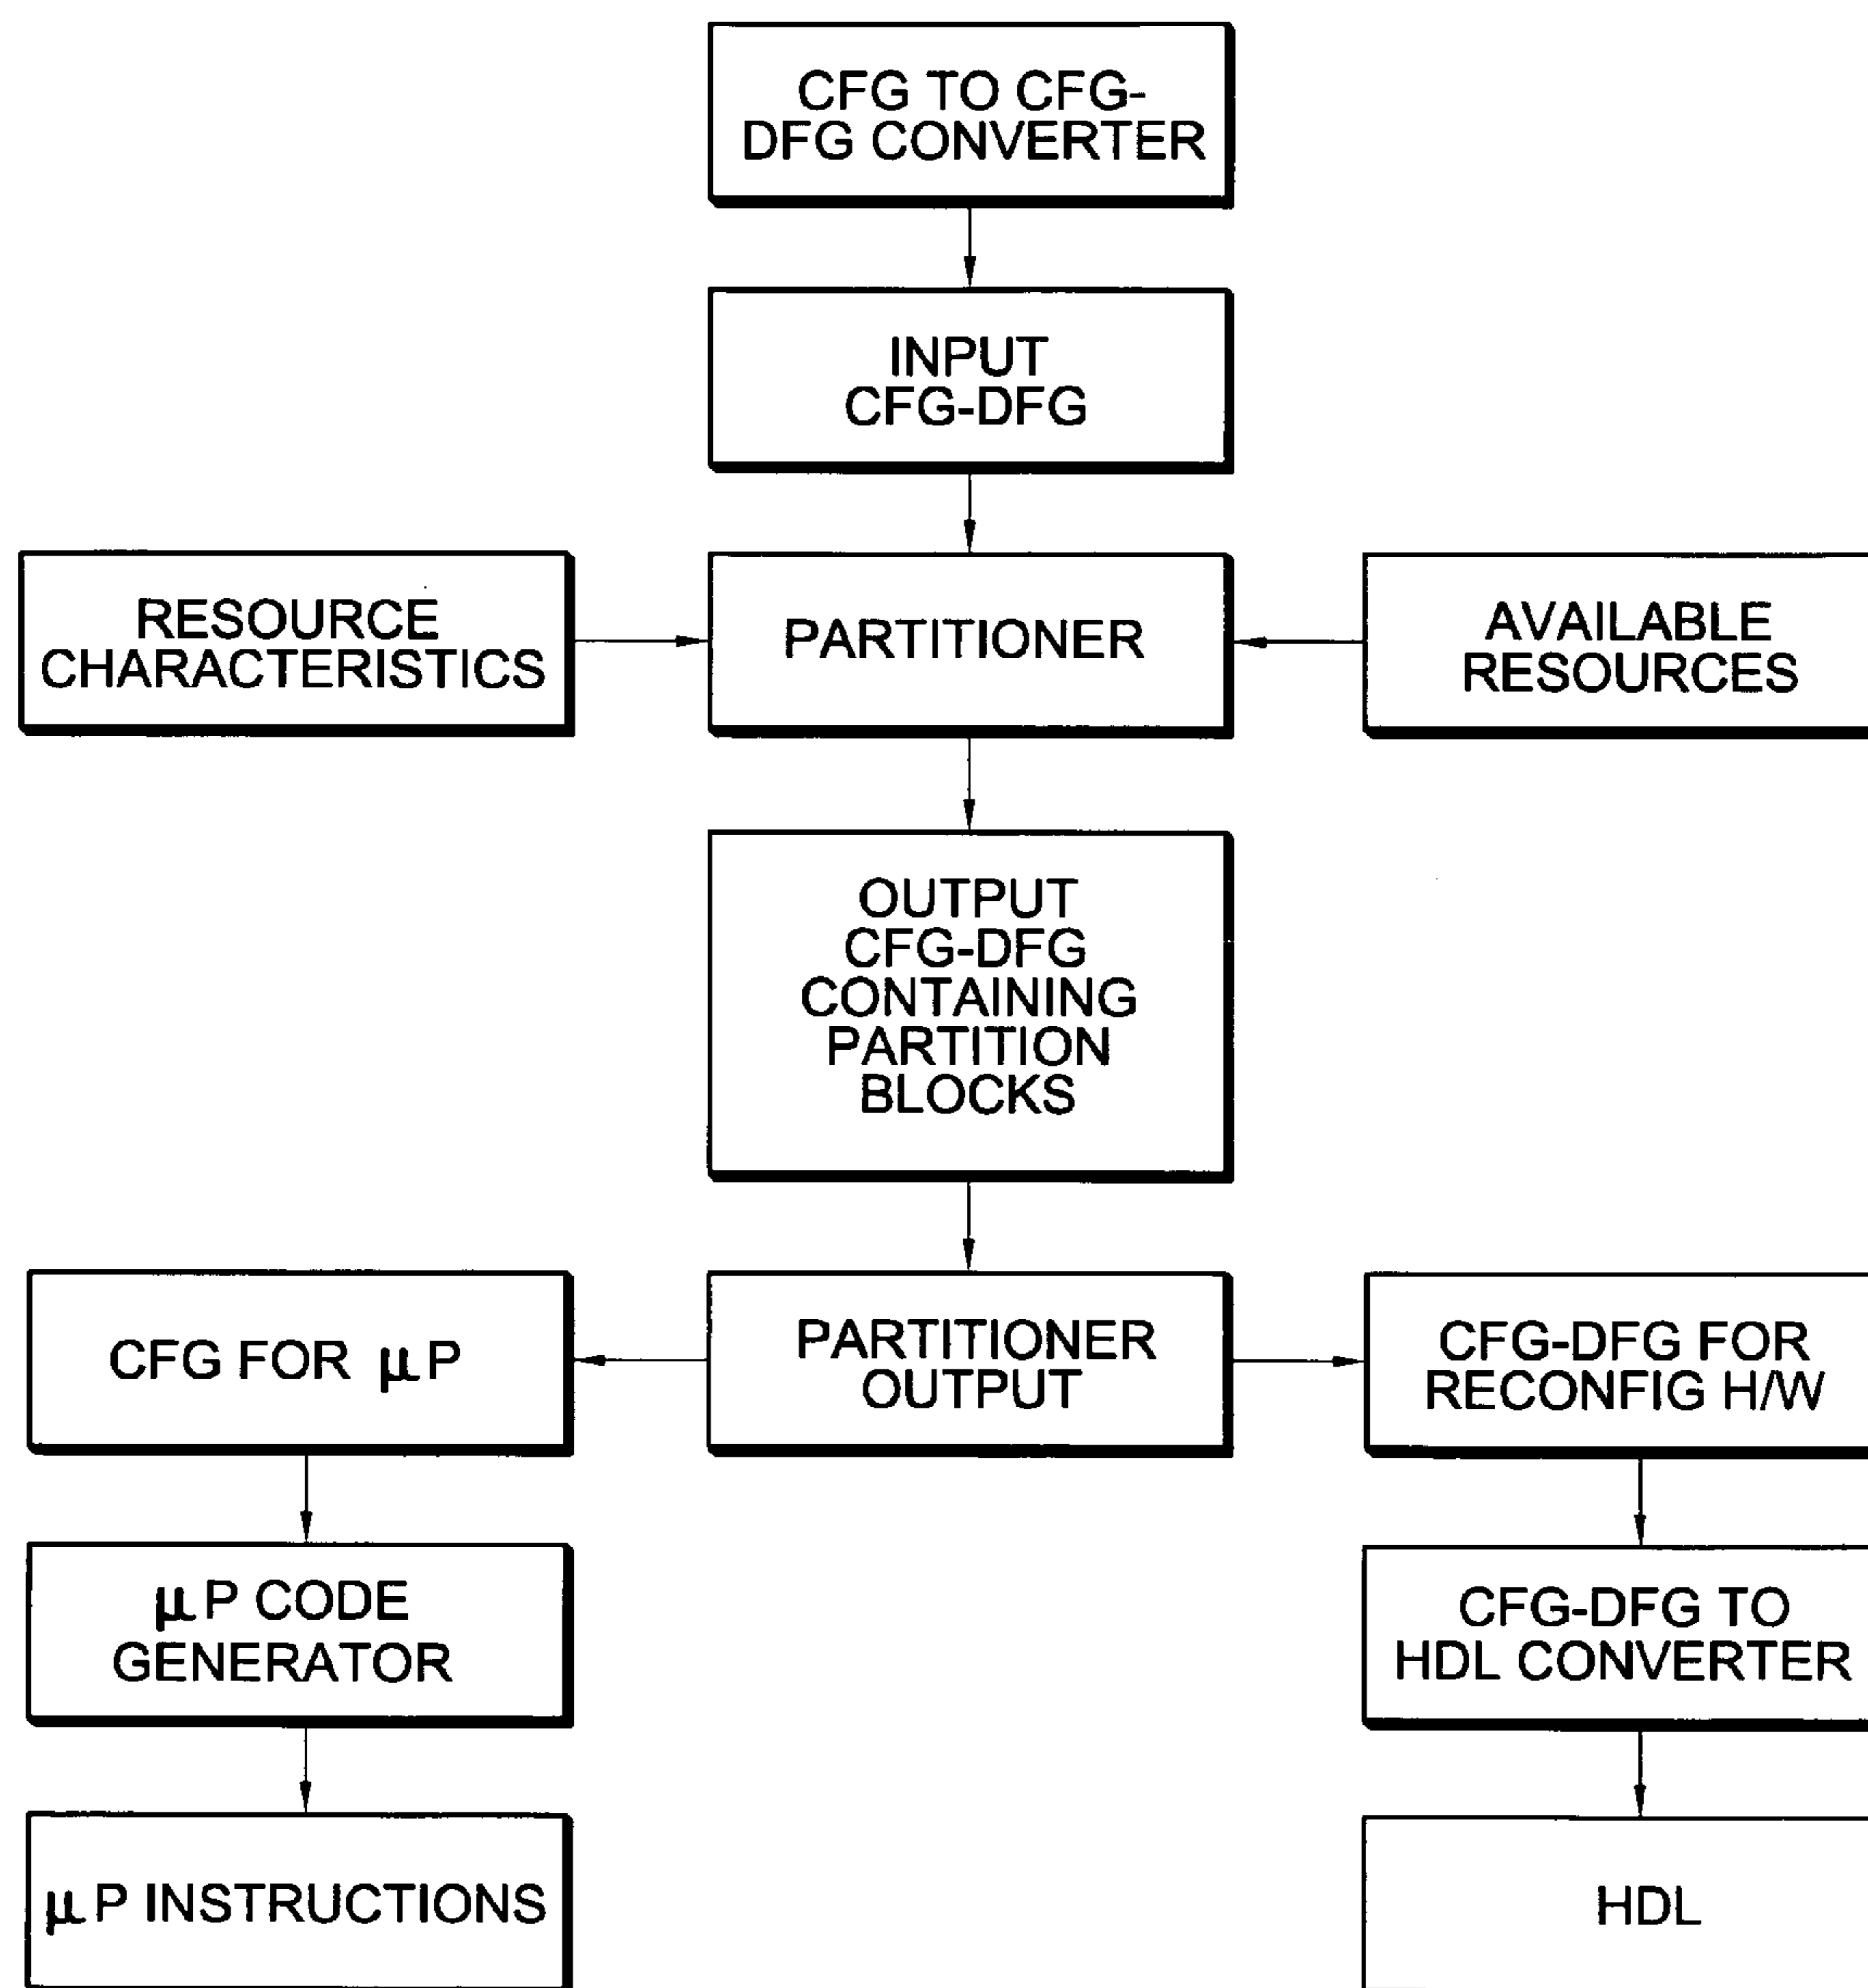 CFG TO CFG-
DFG CONVERTER
INPUT
CFG-DFG
RESOURCE
CHARACTERISTICS
PARTITIONER
AVAILABLE
RESOURCES
OUTPUT
CFG-DFG
CONTAINING
PARTITION
BLOCKS
CFG FOR μP
PARTITIONER
OUTPUT
CFG-DFG FOR
RECONFIG H/W
μP CODE
GENERATOR
CFG-DFG TO
HDL CONVERTER
μP INSTRUCTIONS
HDL